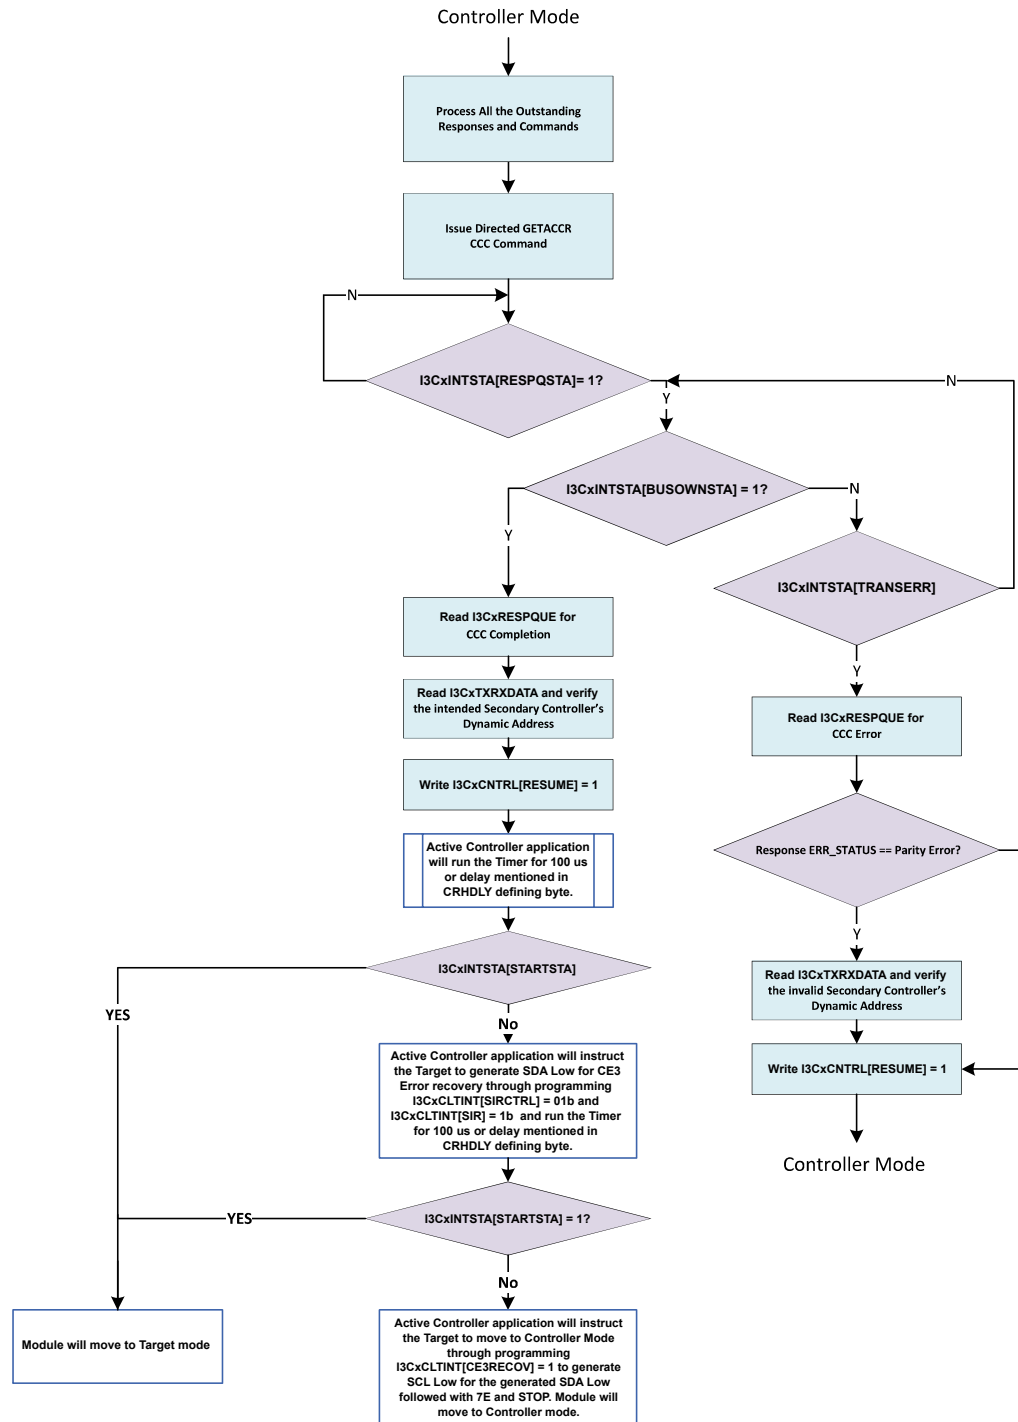 Controller Mode
Process All the Outstanding
Responses and Commands
Issue Directed GETACCR
CCC Command
N
I3CxINTSTA[RESPQSTA]= 1?
N
Y
I3CxINTSTA[BUSOWNSTA] = 1?
N
Y
I3CxINTSTA[TRANSERR]
Read I3CxRESPQUE for
CCC Completion
Y
Read I3CxTXRXDATA and verify
the intended Secondary Controller's
Dynamic Address
Read I3CxRESPQUE for
CCC Error
Write I3CxCNTRL[RESUME] = 1
Active Controller application
will run the Timer for 100 us
or delay mentioned in
CRHDLY defining byte.
Response ERR_STATUS == Parity Error?
Y
I3CxINTSTA[STARTSTA]
Read I3CxTXRXDATA and verify
the invalid Secondary Controller's
Dynamic Address
YES
No
Active Controller application will instruct
the Target to generate SDA Low for CE3
Error recovery through programming
I3CxCLTINT[SIRCTRL] = 01b and
I3CxCLTINT[SIR] = 1b and run the Timer
for 100 us or delay mentioned in
CRHDLY defining byte.
Write I3CxCNTRL[RESUME] = 1
Controller Mode
YES
I3CxINTSTA[STARTSTA] = 1?
No
Module will move to Target mode
Active Controller application will instruct
the Target to move to Controller Mode
through programming
I3CxCLTINT[CE3RECOV] = 1 to generate
SCL Low for the generated SDA Low
followed with 7E and STOP. Module will
move to Controller mode.